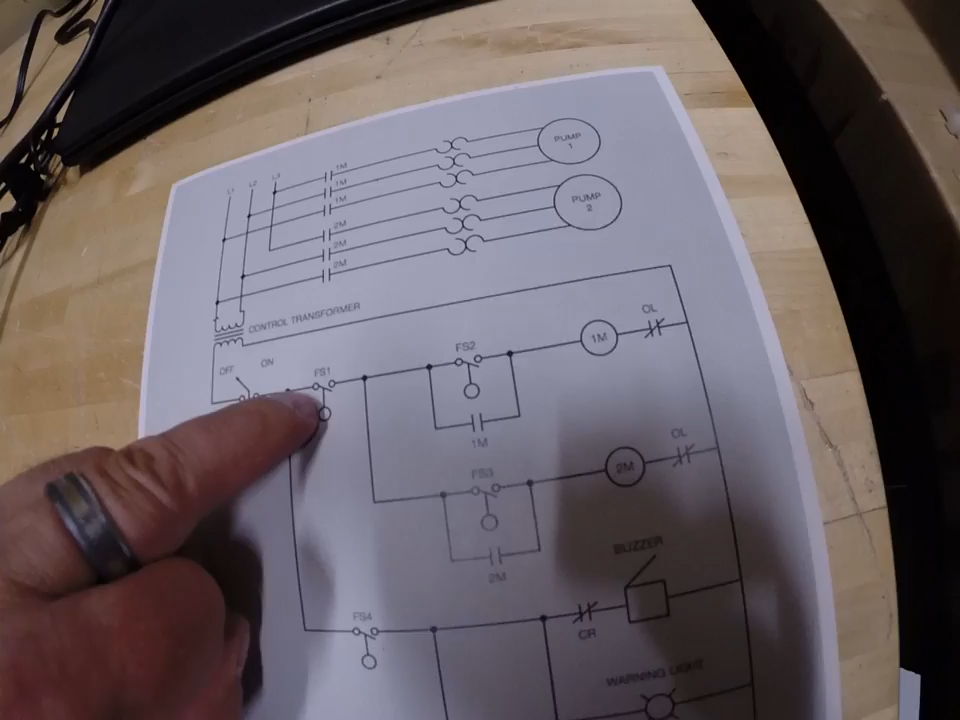 L1 L2 L3
1M
1M
1M
PUMP
1
2M
2M
2M
PUMP
2
CONTROL TRANSFORMER
OFF ON
FS1
FS2
1M
OL
1M
FS3
2M
OL
2M
BUZZER
FS4
CR
WARNING LIGHT